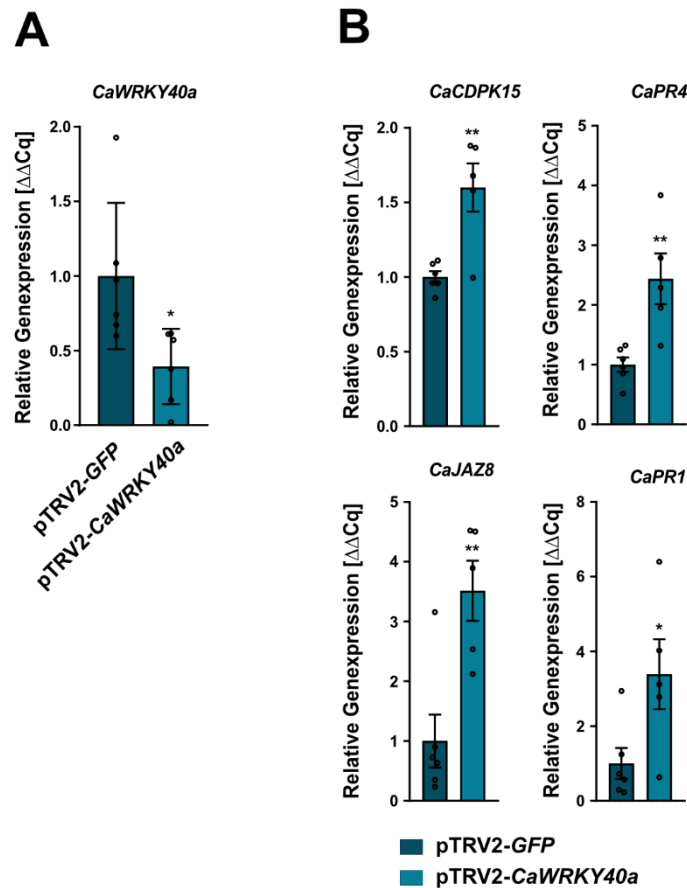 A
B
CaWRKY40a
Relative Genexpression [ΔΔCq]
2.0
1.5
1.0
0.5
0.0
*
pTRV2-GFP
pTRV2-CaWRKY40a
CaCDPK15
Relative Genexpression [ΔΔCq]
2.0
1.5
1.0
0.5
0.0
**
CaPR4
Relative Genexpression [ΔΔCq]
5
4
3
2
1
0
**
CaJAZ8
Relative Genexpression [ΔΔCq]
5
4
3
2
1
0
**
CaPR1
Relative Genexpression [ΔΔCq]
8
6
4
2
0
*
pTRV2-GFP
pTRV2-CaWRKY40a